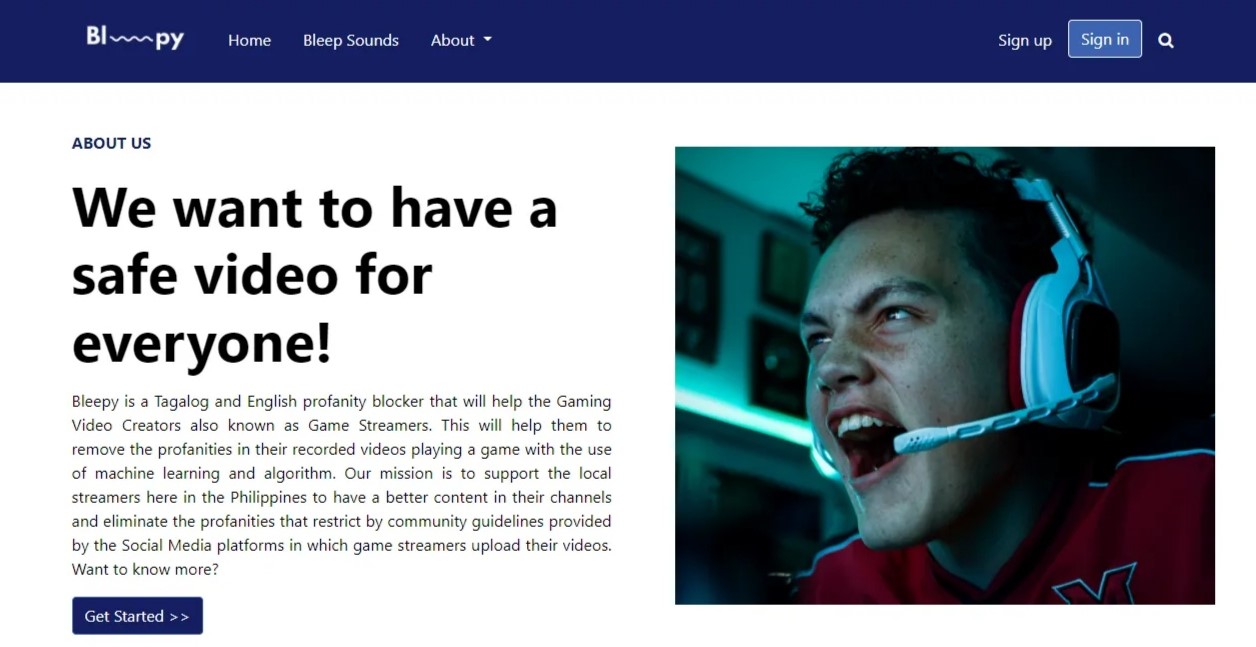 Bl~~~py Home Bleep Sounds About Sign up Sign in
ABOUT US
We want to have a
safe video for
everyone!
Bleepy is a Tagalog and English profanity blocker that will help the Gaming
Video Creators also known as Game Streamers. This will help them to
remove the profanities in their recorded videos playing a game with the use
of machine learning and algorithm. Our mission is to support the local
streamers here in the Philippines to have a better content in their channels
and eliminate the profanities that restrict by community guidelines provided
by the Social Media platforms in which game streamers upload their videos.
Want to know more?
Get Started >>
M